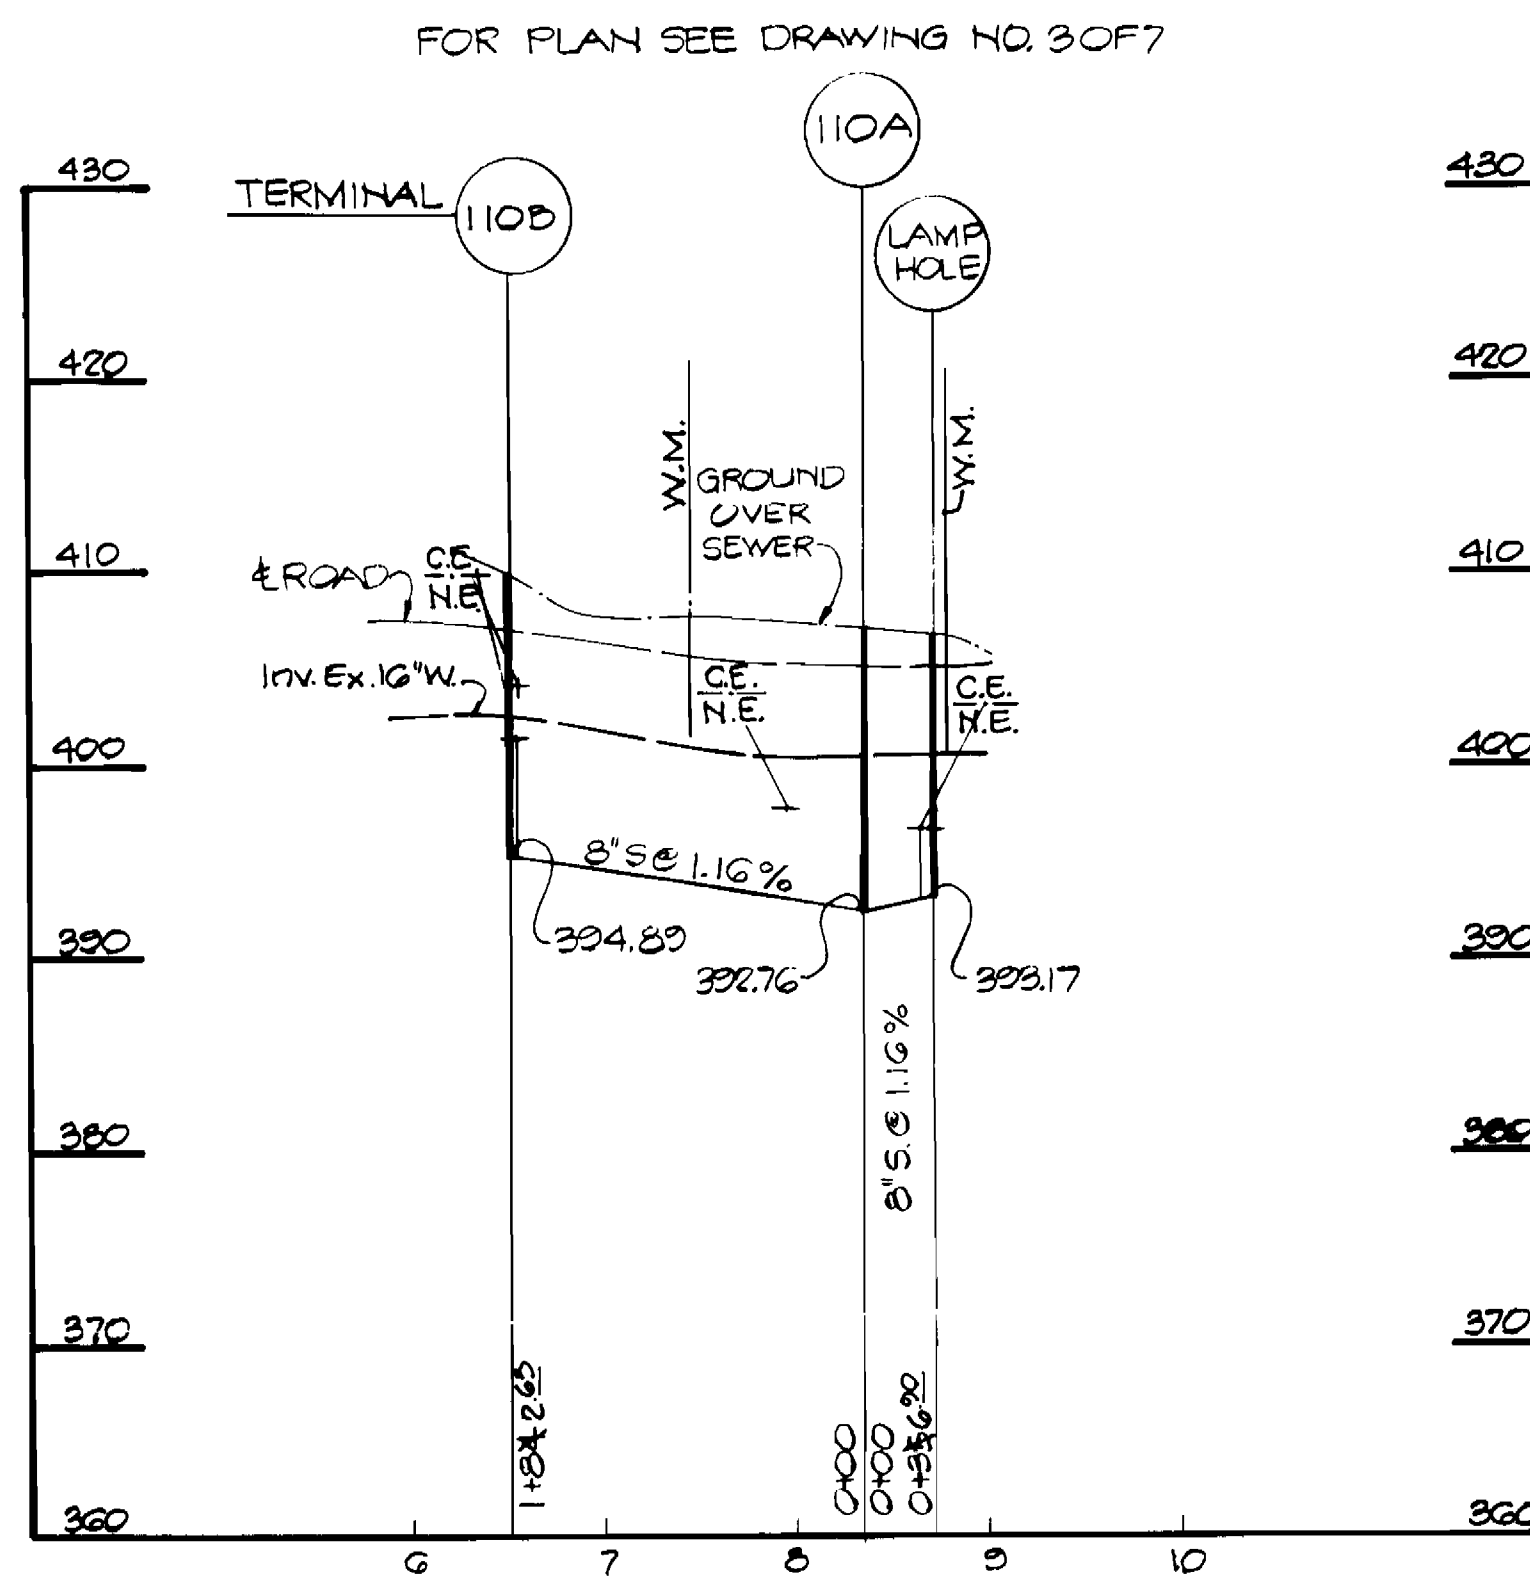 FOR PLAN SEE DRAWING NO. 3 OF 7
110A
430
430
TERMINAL
110B
LAMP
HOLE
420
420
W.M.
W.M.
GROUND
OVER
SEWER
410
410
℄ ROAD
C.E.
N.E.
Inv. Ex. 16" W.
C.E.
N.E.
C.E.
N.E.
400
400
8" S @ 1.16%
394.89
390
390
392.76
393.17
8" S. @ 1.16%
380
380
370
370
0+00
0+00
360
360
6
7
8
9
10